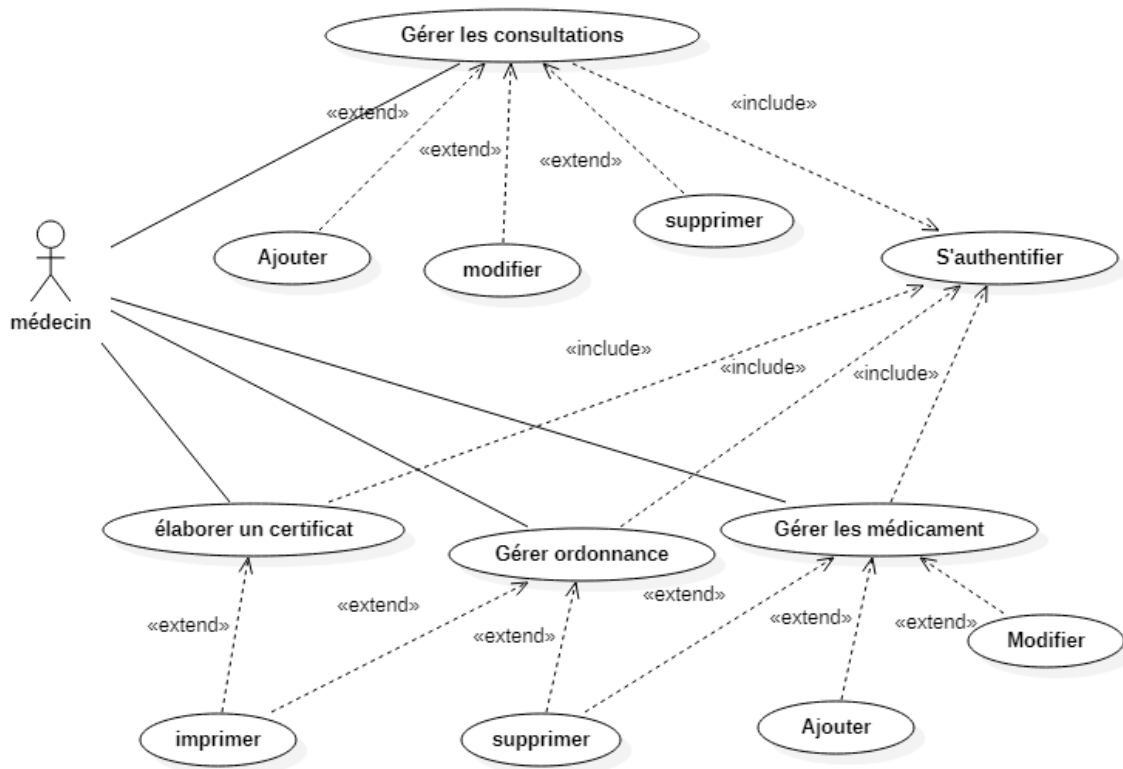 Gérer les consultations
«include»
«extend»
«extend»
«extend»
supprimer
Ajouter
modifier
S'authentifier
médecin
«include»
«include»
«include»
élaborer un certificat
Gérer ordonnance
Gérer les médicament
«extend»
«extend»
«extend»
«extend»
«extend»
«extend»
Modifier
imprimer
supprimer
Ajouter